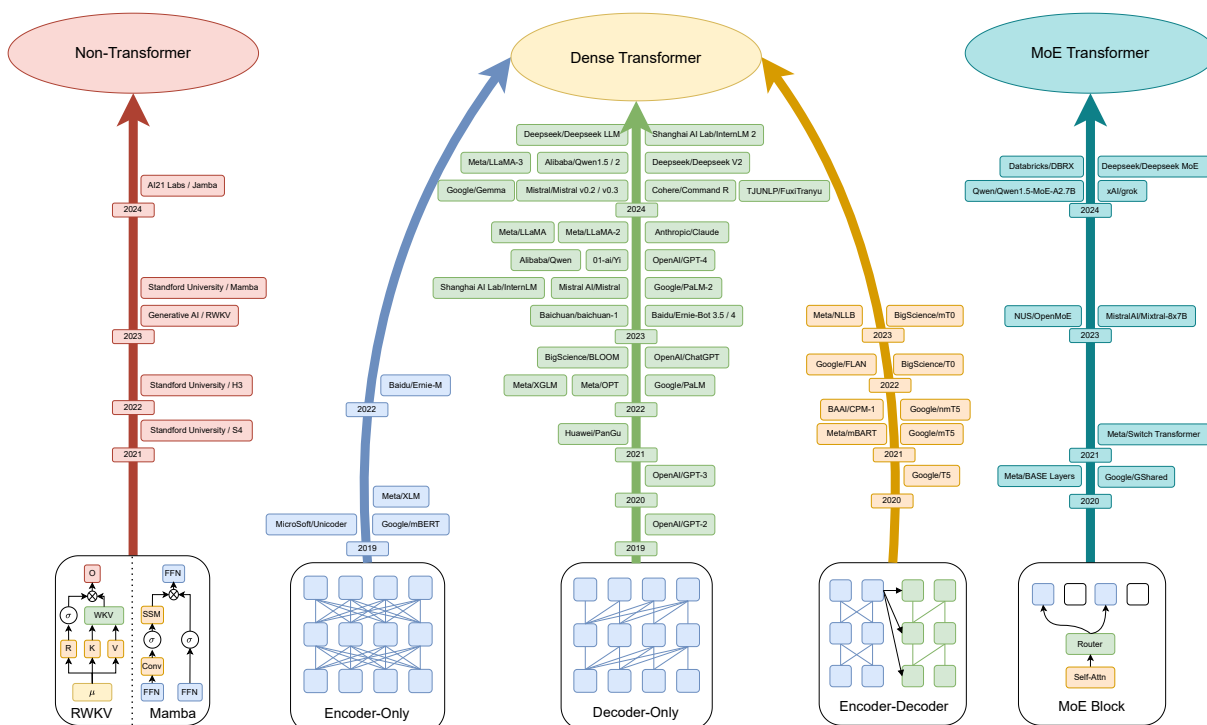 Non-Transformer
Dense Transformer
MoE Transformer
AI21 Labs / Jamba
2024
Standford University / Mamba
Generative AI / RWKV
2023
Standford University / H3
2022
Standford University / S4
2021
Baidu/Ernie-M
2022
Meta/XLM
MicroSoft/Unicoder
Google/mBERT
2019
Deepseek/Deepseek LLM
Shanghai AI Lab/InternLM 2
Meta/LLaMA-3
Alibaba/Qwen1.5 / 2
Deepseek/Deepseek V2
Google/Gemma
Mistral/Mistral v0.2 / v0.3
Cohere/Command R
TJUNLP/FuxiTranyu
2024
Meta/LLaMA
Meta/LLaMA-2
Anthropic/Claude
Alibaba/Qwen
01-ai/Yi
OpenAI/GPT-4
Shanghai AI Lab/InternLM
Mistral AI/Mistral
Google/PaLM-2
Baichuan/baichuan-1
Baidu/Ernie-Bot 3.5 / 4
2023
BigScience/BLOOM
OpenAI/ChatGPT
Meta/XGLM
Meta/OPT
Google/PaLM
2022
Huawei/PanGu
2021
OpenAI/GPT-3
2020
OpenAI/GPT-2
2019
Meta/NLLB
BigScience/mT0
2023
Google/FLAN
BigScience/T0
2022
BAAI/CPM-1
Google/nmT5
Meta/mBART
Google/mT5
2021
Google/T5
2020
Databricks/DBRX
Deepseek/Deepseek MoE
Qwen/Qwen1.5-MoE-A2.7B
xAI/grok
2024
NUS/OpenMoE
MistralAI/Mixtral-8x7B
2023
Meta/Switch Transformer
2021
Meta/BASE Layers
Google/GShared
2020
O
σ
WKV
R
K
V
μ
RWKV
FFN
SSM
σ
σ
Conv
FFN
FFN
Mamba
Encoder-Only
Decoder-Only
Encoder-Decoder
Router
Self-Attn
MoE Block